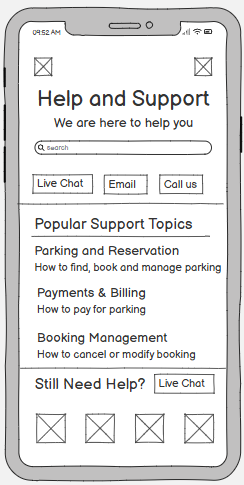 09:52 AM
Help and Support
We are here to help you
search
Live Chat
Email
Call us
Popular Support Topics
Parking and Reservation
How to find, book and manage parking
Payments & Billing
How to pay for parking
Booking Management
How to cancel or modify booking
Still Need Help?
Live Chat